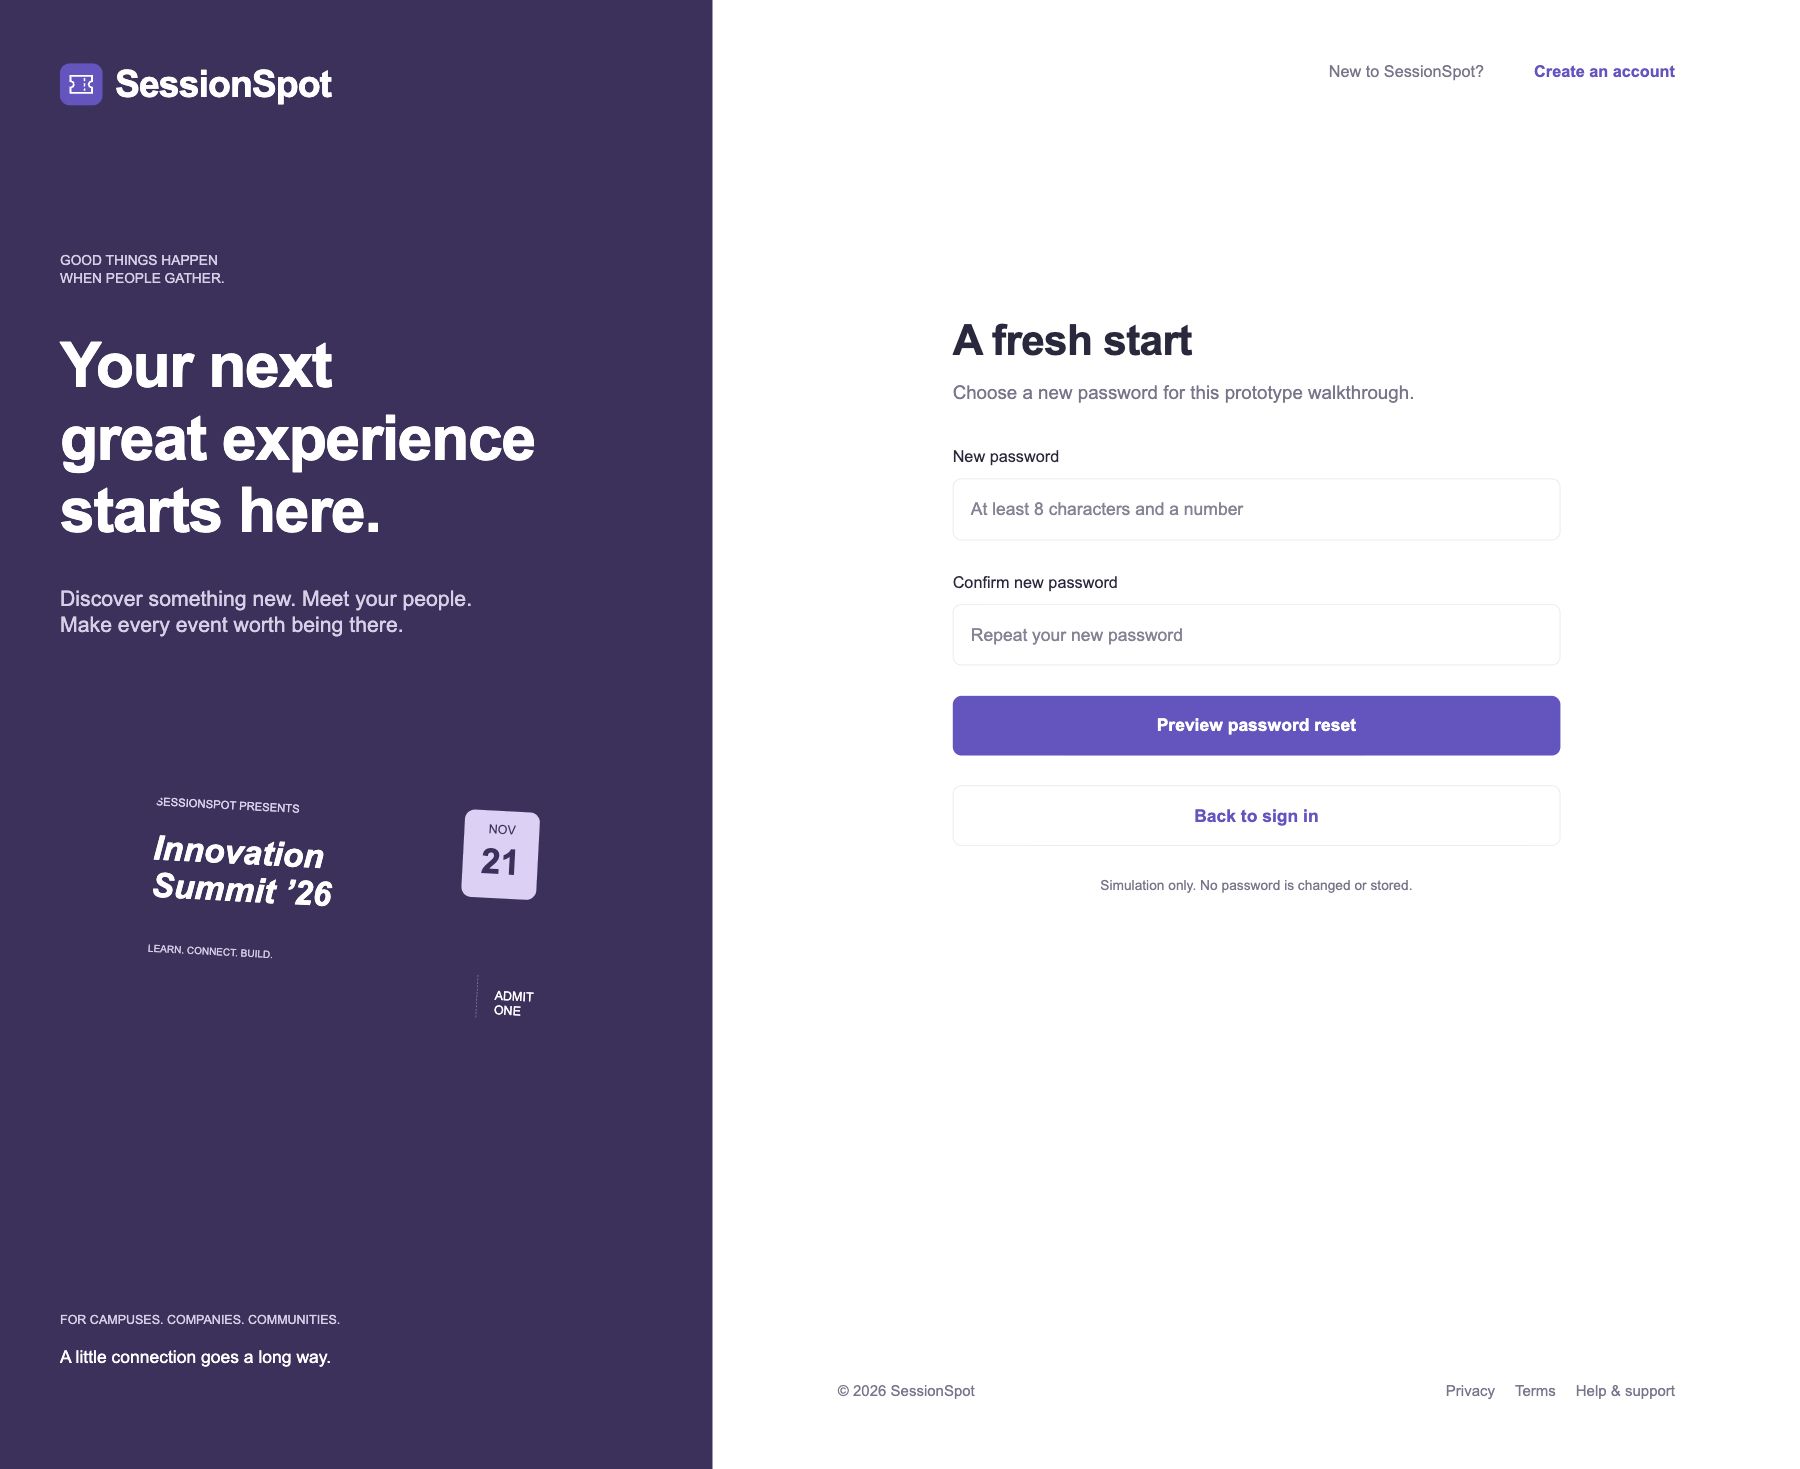 SessionSpot
GOOD THINGS HAPPEN
WHEN PEOPLE GATHER.
Your next
great experience
starts here.
Discover something new. Meet your people.
Make every event worth being there.
SESSIONSPOT PRESENTS
Innovation
Summit ’26
NOV
21
LEARN. CONNECT. BUILD.
ADMIT
ONE
FOR CAMPUSES. COMPANIES. COMMUNITIES.
A little connection goes a long way.
New to SessionSpot?
Create an account
A fresh start
Choose a new password for this prototype walkthrough.
New password
At least 8 characters and a number
Confirm new password
Repeat your new password
Preview password reset
Back to sign in
Simulation only. No password is changed or stored.
© 2026 SessionSpot
Privacy
Terms
Help & support